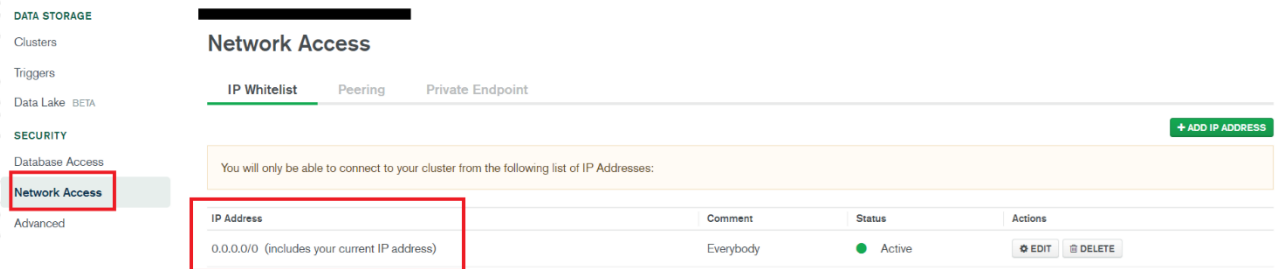 DATA STORAGE
Clusters
Triggers
Data Lake BETA
SECURITY
Database Access
Network Access
Advanced
Network Access
IP Whitelist Peering Private Endpoint
+ ADD IP ADDRESS
You will only be able to connect to your cluster from the following list of IP Addresses:
IP Address Comment Status Actions
0.0.0.0/0 (includes your current IP address) Everybody Active EDIT DELETE